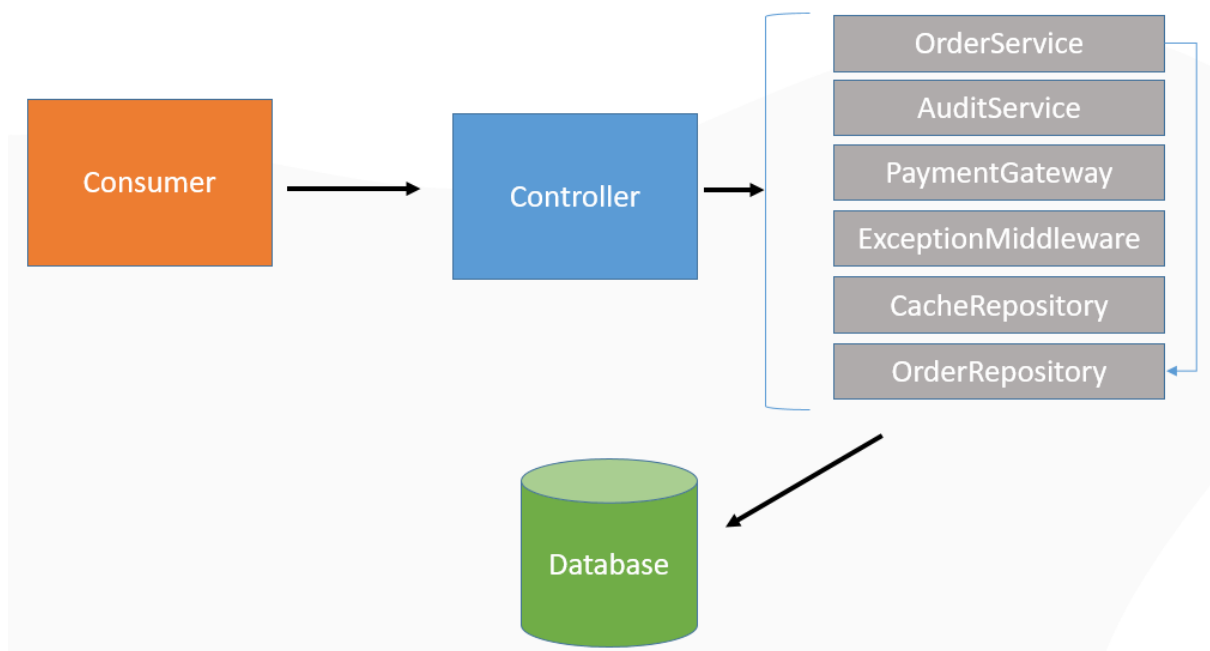 OrderService
AuditService
Consumer
PaymentGateway
Controller
ExceptionMiddleware
CacheRepository
OrderRepository
Database